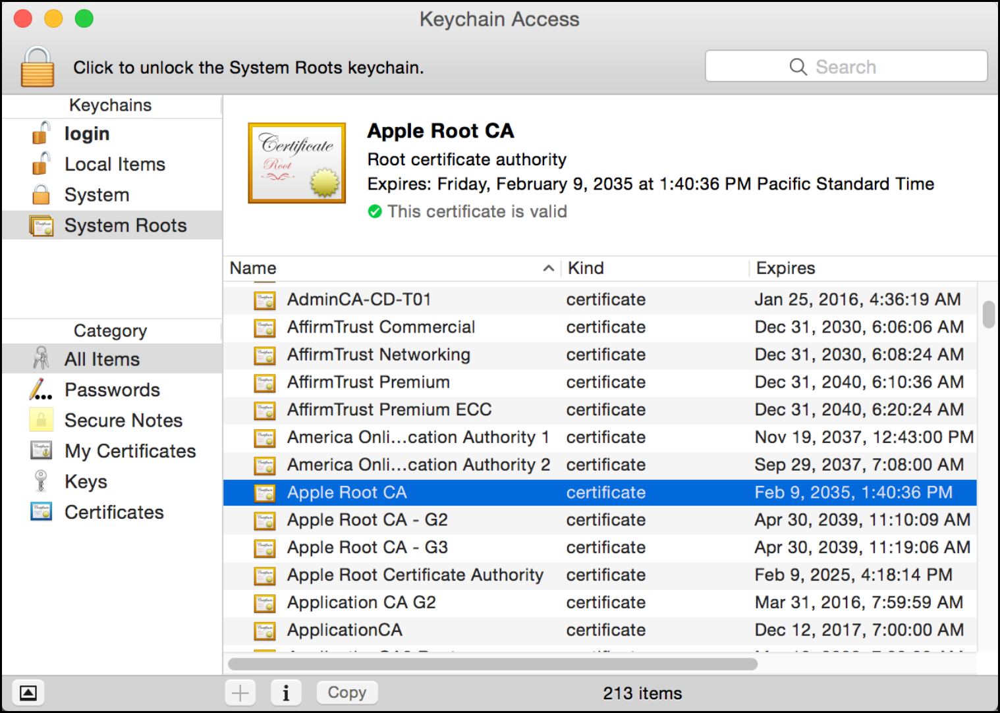 Keychain Access
Click to unlock the System Roots keychain.
Search
Keychains
login
Local Items
System
System Roots
Category
All Items
Passwords
Secure Notes
My Certificates
Keys
Certificates
Certificate
Root
Apple Root CA
Root certificate authority
Expires: Friday, February 9, 2035 at 1:40:36 PM Pacific Standard Time
This certificate is valid
Name Kind Expires
AdminCA-CD-T01 certificate Jan 25, 2016, 4:36:19 AM
AffirmTrust Commercial certificate Dec 31, 2030, 6:06:06 AM
AffirmTrust Networking certificate Dec 31, 2030, 6:08:24 AM
AffirmTrust Premium certificate Dec 31, 2040, 6:10:36 AM
AffirmTrust Premium ECC certificate Dec 31, 2040, 6:20:24 AM
America Onli...cation Authority 1 certificate Nov 19, 2037, 12:43:00 PM
America Onli...cation Authority 2 certificate Sep 29, 2037, 7:08:00 AM
Apple Root CA certificate Feb 9, 2035, 1:40:36 PM
Apple Root CA - G2 certificate Apr 30, 2039, 11:10:09 AM
Apple Root CA - G3 certificate Apr 30, 2039, 11:19:06 AM
Apple Root Certificate Authority certificate Feb 9, 2025, 4:18:14 PM
Application CA G2 certificate Mar 31, 2016, 7:59:59 AM
ApplicationCA certificate Dec 12, 2017, 7:00:00 AM
Copy
213 items